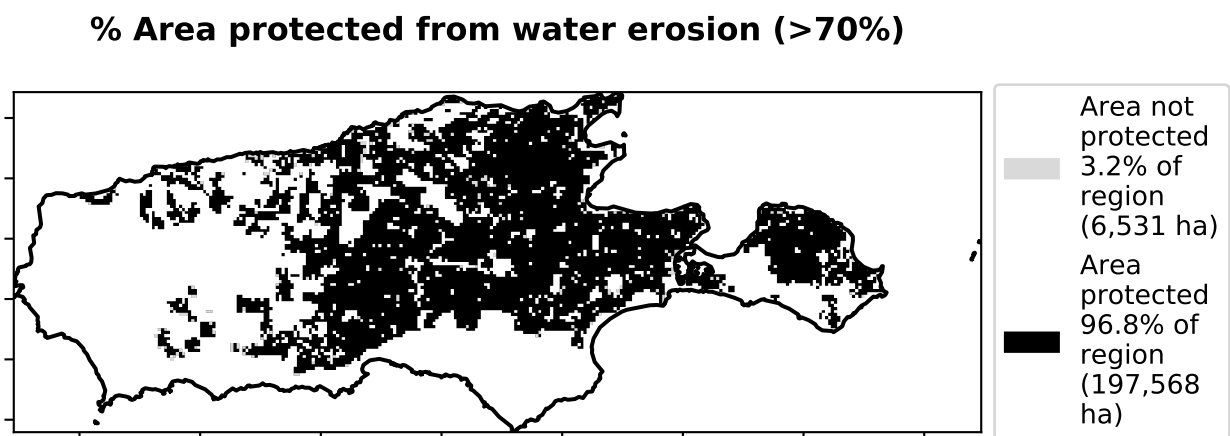 % Area protected from water erosion (>70%)
Area not
protected
3.2% of
region
(6,531 ha)
Area
protected
96.8% of
region
(197,568
ha)